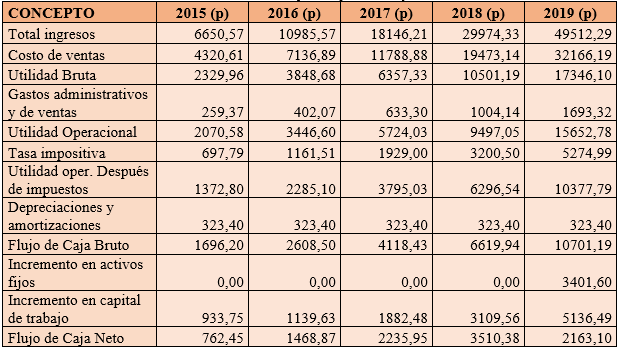 CONCEPTO 2015 (p) 2016 (p) 2017 (p) 2018 (p) 2019 (p)
Total ingresos 6650,57 10985,57 18146,21 29974,33 49512,29
Costo de ventas 4320,61 7136,89 11788,88 19473,14 32166,19
Utilidad Bruta 2329,96 3848,68 6357,33 10501,19 17346,10
Gastos administrativos
y de ventas 259,37 402,07 633,30 1004,14 1693,32
Utilidad Operacional 2070,58 3446,60 5724,03 9497,05 15652,78
Tasa impositiva 697,79 1161,51 1929,00 3200,50 5274,99
Utilidad oper. Después
de impuestos 1372,80 2285,10 3795,03 6296,54 10377,79
Depreciaciones y
amortizaciones 323,40 323,40 323,40 323,40 323,40
Flujo de Caja Bruto 1696,20 2608,50 4118,43 6619,94 10701,19
Incremento en activos
fijos 0,00 0,00 0,00 0,00 3401,60
Incremento en capital
de trabajo 933,75 1139,63 1882,48 3109,56 5136,49
Flujo de Caja Neto 762,45 1468,87 2235,95 3510,38 2163,10